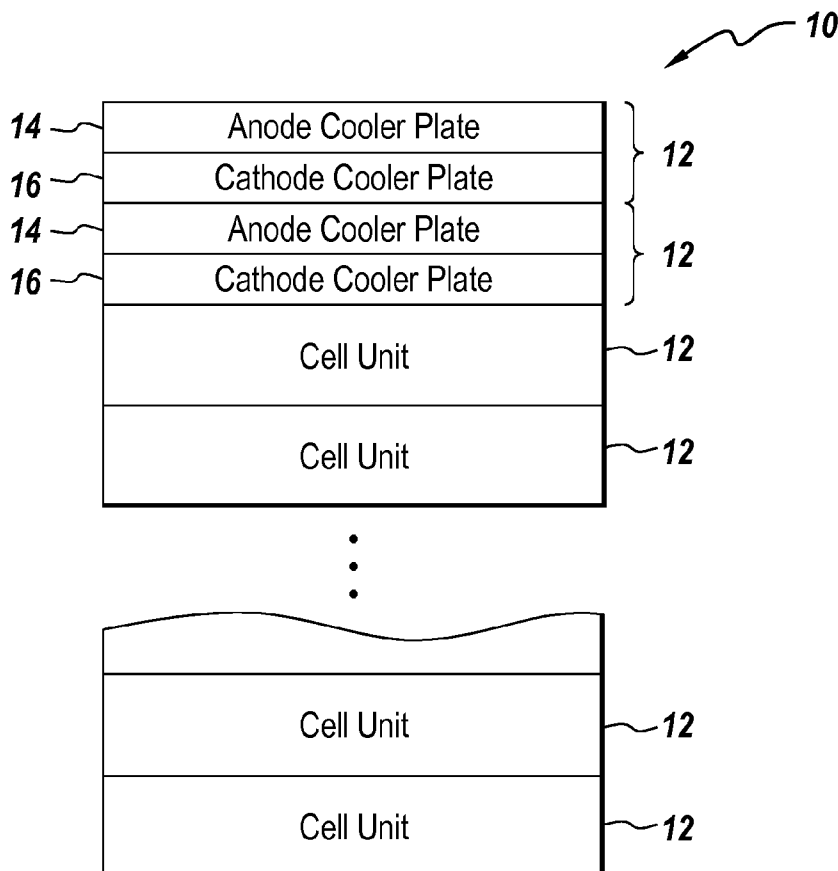 10
14 Anode Cooler Plate 12
16 Cathode Cooler Plate
14 Anode Cooler Plate 12
16 Cathode Cooler Plate
Cell Unit 12
Cell Unit 12
Cell Unit 12
Cell Unit 12